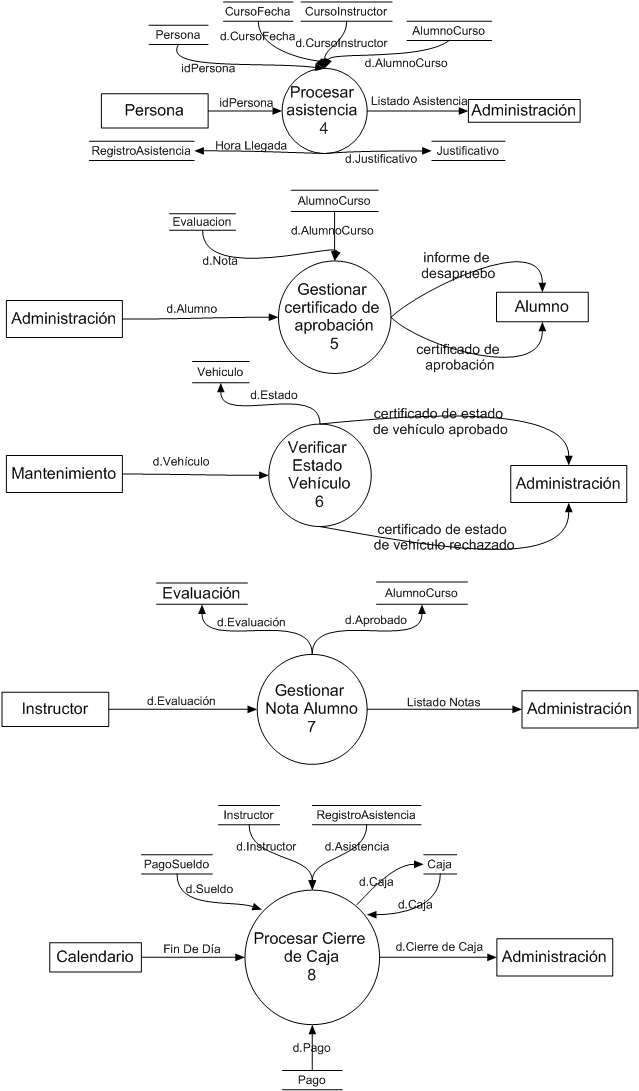 CursoFecha
CursoInstructor
Persona
d.CursoFecha
d.CursoInstructor
AlumnoCurso
idPersona
d.AlumnoCurso
Persona
idPersona
Procesar
asistencia
4
Listado Asistencia
Administración
RegistroAsistencia
Hora Llegada
d.Justificativo
Justificativo
AlumnoCurso
Evaluacion
d.AlumnoCurso
d.Nota
informe de
desapruebo
Administración
d.Alumno
Gestionar
certificado de
aprobación
5
Alumno
certificado de
aprobación
Vehiculo
d.Estado
certificado de estado
de vehículo aprobado
Mantenimiento
d.Vehículo
Verificar
Estado
Vehículo
6
Administración
certificado de estado
de vehículo rechazado
Evaluación
AlumnoCurso
d.Evaluación
d.Aprobado
Instructor
d.Evaluación
Gestionar
Nota Alumno
7
Listado Notas
Administración
Instructor
RegistroAsistencia
d.Instructor
d.Asistencia
PagoSueldo
Caja
d.Sueldo
d.Caja
d.Caja
Calendario
Fin De Día
Procesar Cierre
de Caja
8
d.Cierre de Caja
Administración
d.Pago
Pago